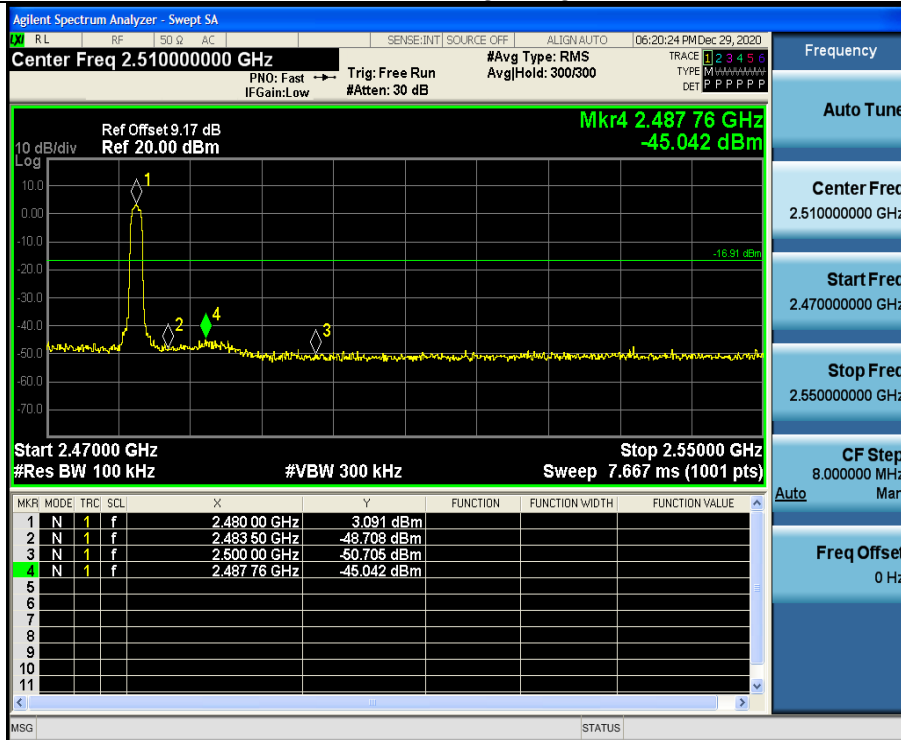 Agilent Spectrum Analyzer - Swept SA
LXI RL RF 50 Ω AC SENSE:INT SOURCE OFF ALIGN AUTO 06:20:24 PM Dec 29, 2020
Center Freq 2.510000000 GHz #Avg Type: RMS TRACE 1 2 3 4 5 6
PNO: Fast Trig: Free Run Avg|Hold: 300/300 TYPE M
IFGain:Low #Atten: 30 dB DET P P P P P P
Mkr4 2.487 76 GHz
-45.042 dBm
Ref Offset 9.17 dB
10 dB/div Ref 20.00 dBm
Log
10.0
0.00
-10.0
-20.0
-30.0
-40.0
-50.0
-60.0
-70.0
1
2
4
3
-16.91 dBm
Start 2.47000 GHz Stop 2.55000 GHz
#Res BW 100 kHz #VBW 300 kHz Sweep 7.667 ms (1001 pts)
MKR MODE TRC SCL X Y FUNCTION FUNCTION WIDTH FUNCTION VALUE
1 N 1 f 2.480 00 GHz 3.091 dBm
2 N 1 f 2.483 50 GHz -48.708 dBm
3 N 1 f 2.500 00 GHz -50.705 dBm
4 N 1 f 2.487 76 GHz -45.042 dBm
5
6
7
8
9
10
11
MSG STATUS
Frequency
Auto Tune
Center Freq
2.510000000 GHz
Start Freq
2.470000000 GHz
Stop Freq
2.550000000 GHz
CF Step
8.000000 MHz
Auto Man
Freq Offset
0 Hz